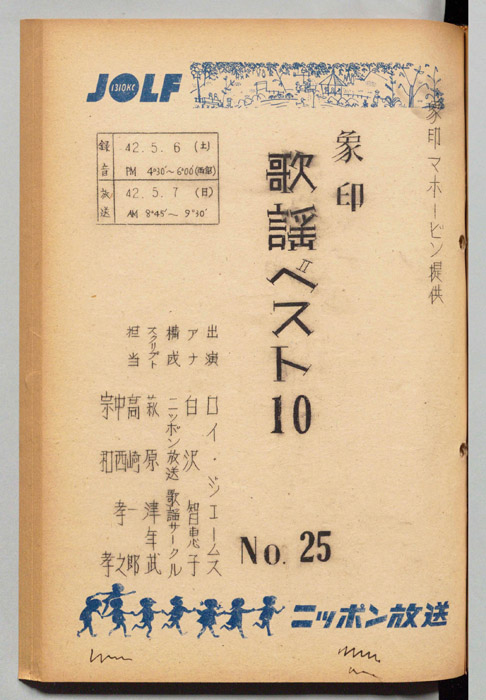 JOLF
1310KC
象印マホービン提供
象印
歌謡ベスト10
No. 25
録音 42.5.6(土)
PM 4°30'~6°00'
放送 42.5.7(日)
AM 8°45'~9°30'
出演 ロイ・ジェームス
アナ 白沢智恵子
構成 ニッポン放送歌謡サークル
スクリプト 萩原津年武
担当 高崎一郎
中西孝之
宗和孝
ニッポン放送